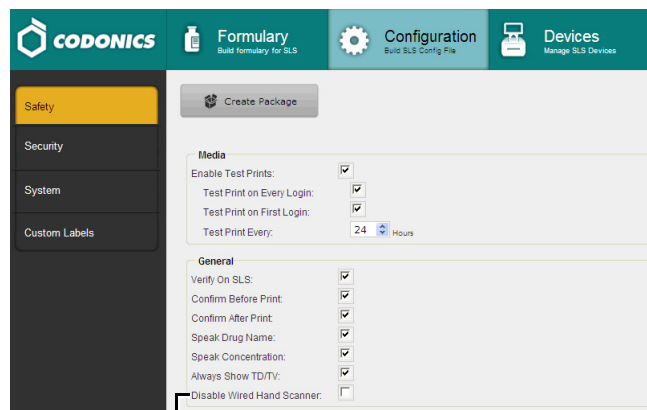 CODONICS
Formulary
Build formulary for SLS
Configuration
Build SLS Config File
Devices
Manage SLS Devices
Safety
Security
System
Custom Labels
Create Package
Media
Enable Test Prints:
Test Print on Every Login:
Test Print on First Login:
Test Print Every: 24 Hours
General
Verify On SLS:
Confirm Before Print:
Confirm After Print:
Speak Drug Name:
Speak Concentration:
Always Show TD/TV:
Disable Wired Hand Scanner: